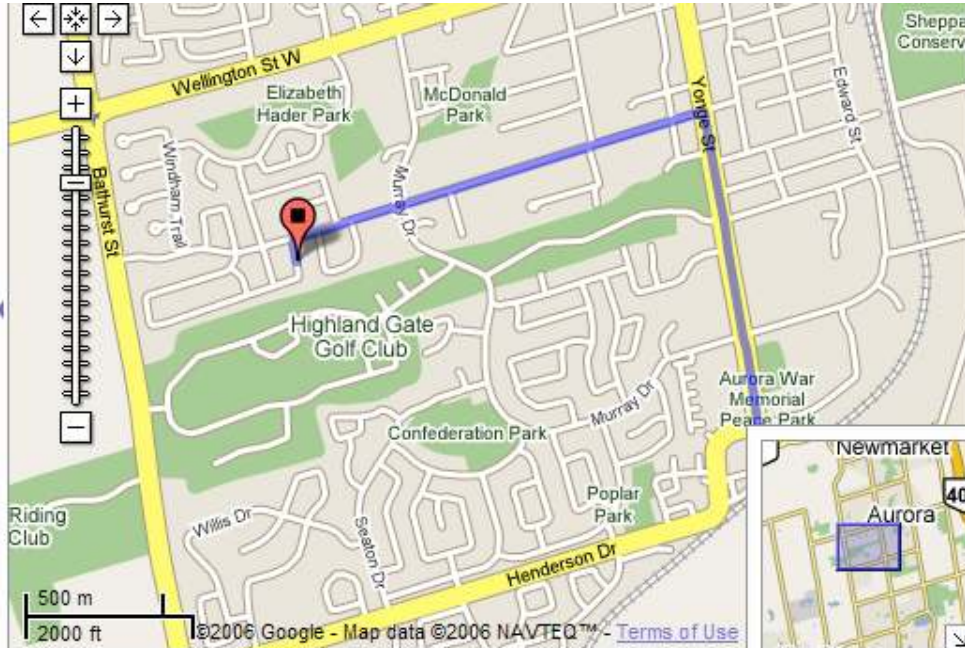 Sheppa
Conserv
Wellington St W
Elizabeth
Hader Park
McDonald
Park
Yonge St
Edward St
Windham Trail
Bathurst St
Murray Dr
Highland Gate
Golf Club
Aurora War
Memorial
Peace Park
Murray Dr
Confederation Park
Newmarket
40
Aurora
Poplar
Park
Riding
Club
Willis Dr
Seaton Dr
Henderson Dr
500 m
2000 ft
©2006 Google - Map data ©2006 NAVTEQ™ - Terms of Use